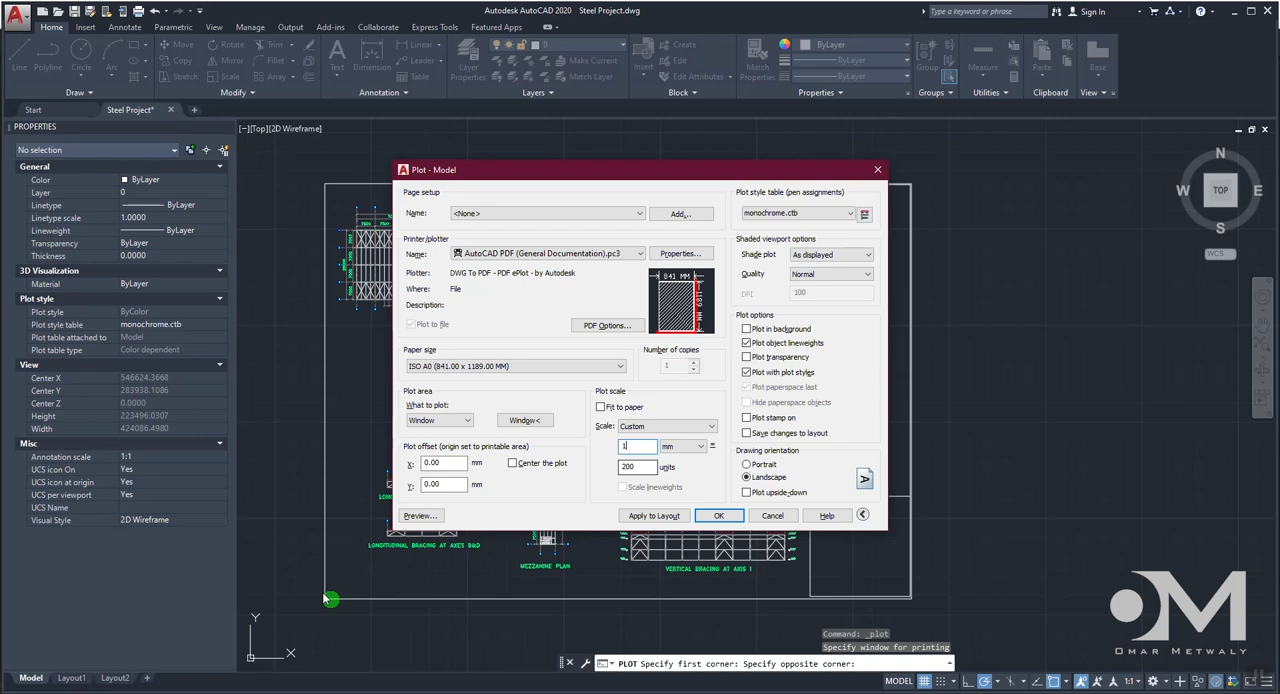 Autodesk AutoCAD 2020 Steel Project.dwg
Type a keyword or phrase
Sign In
Home Insert Annotate Parametric View Manage Output Add-ins Collaborate Express Tools Featured Apps
Line Polyline Circle Arc
Move Rotate Trim
Copy Mirror Fillet
Stretch Scale Array
Text Dimension
Linear
Leader
Table
Layer Properties
0
Make Current
Match Layer
Insert
Create
Edit
Edit Attributes
Match Properties
ByLayer
ByLayer
ByLayer
Group
Measure
Paste
Base
Draw Modify Annotation Layers Block Properties Groups Utilities Clipboard View
Start Steel Project*
PROPERTIES
[−][Top][2D Wireframe]
No selection
General
Color ByLayer
Layer 0
Linetype ByLayer
Linetype scale 1.0000
Lineweight ByLayer
Transparency ByLayer
Thickness 0.0000
3D Visualization
Material ByLayer
Plot style
Plot style ByColor
Plot style table monochrome.ctb
Plot table attached to Model
Plot table type Color dependent
View
Center X 546624.3668
Center Y 283938.1086
Center Z 0.0000
Height 223496.0307
Width 424086.4980
Misc
Annotation scale 1:1
UCS icon On Yes
UCS icon at origin Yes
UCS per viewport Yes
UCS Name
Visual Style 2D Wireframe
Plot - Model
Page setup
Name: <None> Add...
Printer/plotter
Name: AutoCAD PDF (General Documentation).pc3 Properties...
Plotter: DWG To PDF - PDF ePlot - by Autodesk
Where: File
Description:
Plot to file
PDF Options...
841 MM
1189 MM
Paper size
ISO A0 (841.00 x 1189.00 MM)
Number of copies
1
Plot area
What to plot:
Window Window<
Plot offset (origin set to printable area)
X: 0.00 mm Center the plot
Y: 0.00 mm
Plot scale
Fit to paper
Scale: Custom
1 mm =
200 units
Scale lineweights
Plot style table (pen assignments)
monochrome.ctb
Shaded viewport options
Shade plot As displayed
Quality Normal
DPI 100
Plot options
Plot in background
Plot object lineweights
Plot transparency
Plot with plot styles
Plot paperspace last
Hide paperspace objects
Plot stamp on
Save changes to layout
Drawing orientation
Portrait
Landscape
Plot upside-down
A
Preview... Apply to Layout OK Cancel Help
N
W TOP E
S
WCS
LONGITUDINAL BRACING AT AXES B&D
MEZZANINE PLAN
VERTICAL BRACING AT AXIS 1
Y
X
OMAR METWALY
Command: _plot
Specify window for printing
PLOT Specify first corner: Specify opposite corner:
Model Layout1 Layout2 +
MODEL 1:1